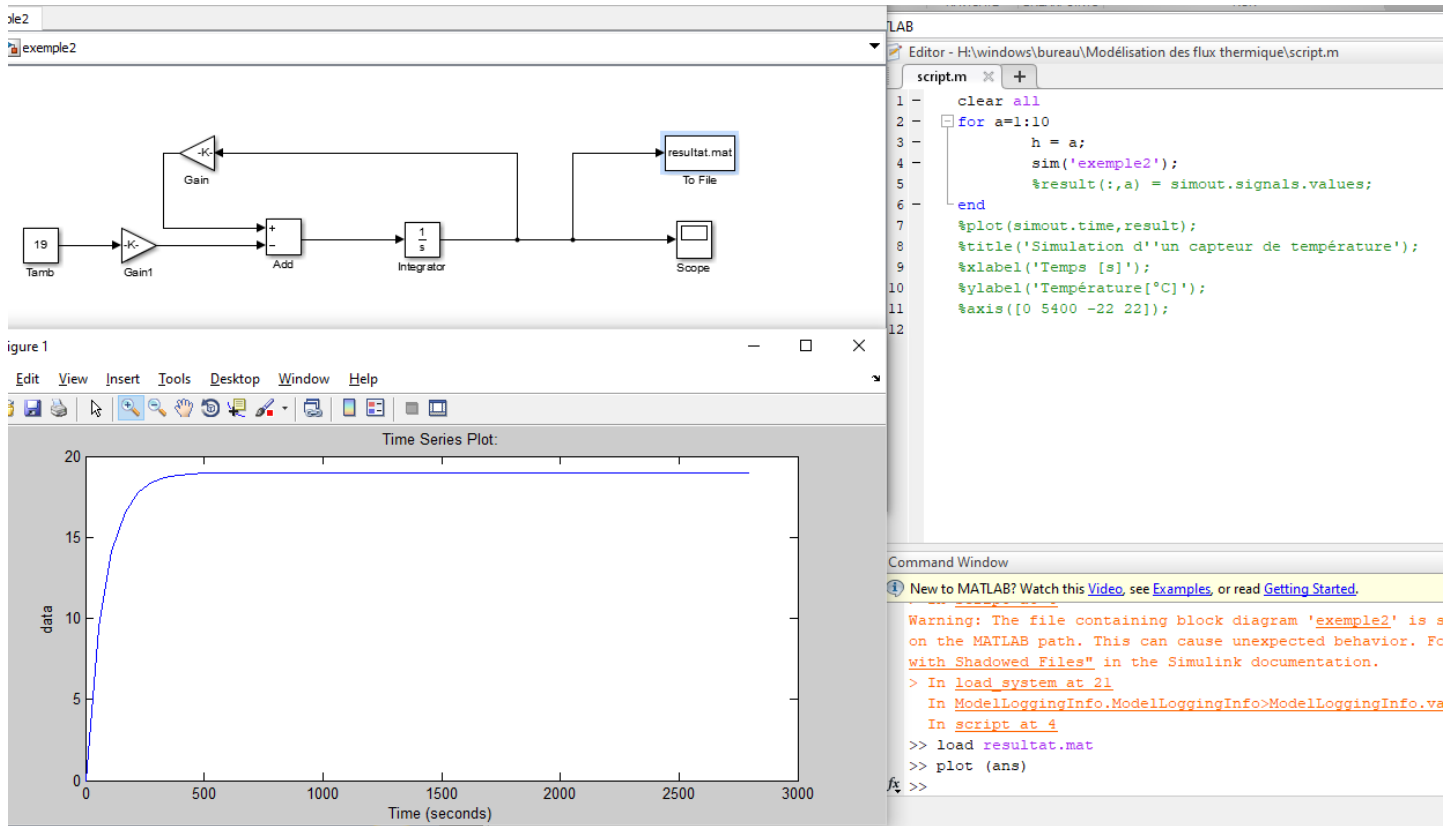 ple2
exemple2
-K-
Gain
resultat.mat
To File
19
Tamb
-K-
Gain1
+
−
Add
1
s
Integrator
Scope
igure 1
Edit View Insert Tools Desktop Window Help
Time Series Plot:
20
15
10
5
0
data
0 500 1000 1500 2000 2500 3000
Time (seconds)
TLAB
Editor - H:\windows\bureau\Modélisation des flux thermique\script.m
script.m
1 clear all
2 for a=1:10
3 h = a;
4 sim('exemple2');
5 %result(:,a) = simout.signals.values;
6 end
7 %plot(simout.time,result);
8 %title('Simulation d''un capteur de température');
9 %xlabel('Temps [s]');
10 %ylabel('Température[°C]');
11 %axis([0 5400 -22 22]);
12
Command Window
New to MATLAB? Watch this Video, see Examples, or read Getting Started.
Warning: The file containing block diagram 'exemple2' is s
on the MATLAB path. This can cause unexpected behavior. Fo
with Shadowed Files" in the Simulink documentation.
> In load_system at 21
In ModelLoggingInfo.ModelLoggingInfo>ModelLoggingInfo.va
In script at 4
>> load resultat.mat
>> plot (ans)
fx >>